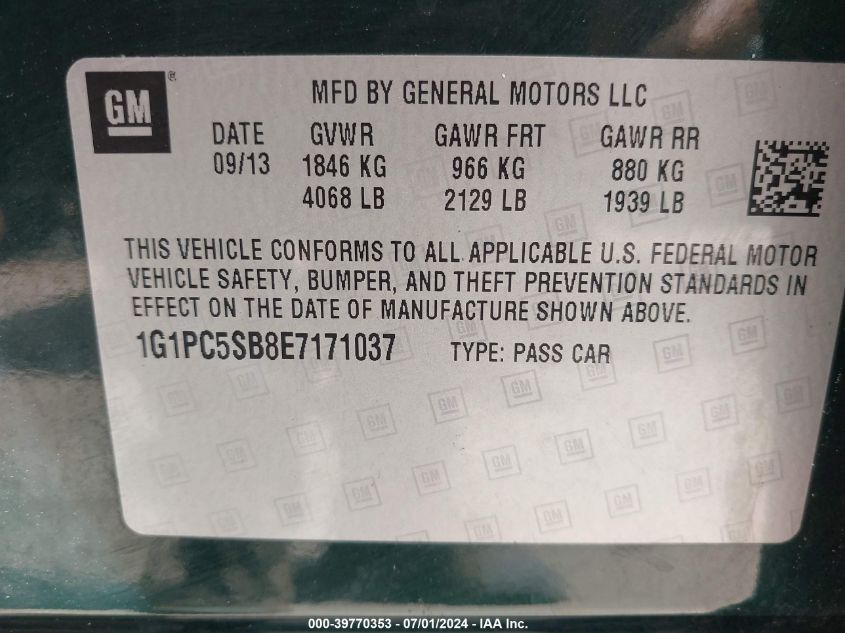 GM ®
MFD BY GENERAL MOTORS LLC
DATE GVWR GAWR FRT GAWR RR
09/13 1846 KG 966 KG 880 KG
4068 LB 2129 LB 1939 LB
THIS VEHICLE CONFORMS TO ALL APPLICABLE U.S. FEDERAL MOTOR
VEHICLE SAFETY, BUMPER, AND THEFT PREVENTION STANDARDS IN
EFFECT ON THE DATE OF MANUFACTURE SHOWN ABOVE.
1G1PC5SB8E7171037 TYPE: PASS CAR
000-39770353 - 07/01/2024 - IAA Inc.